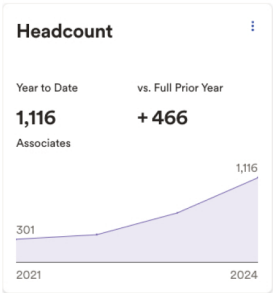 Headcount
Year to Date vs. Full Prior Year
1,116 + 466
Associates
1,116
301
2021 2024